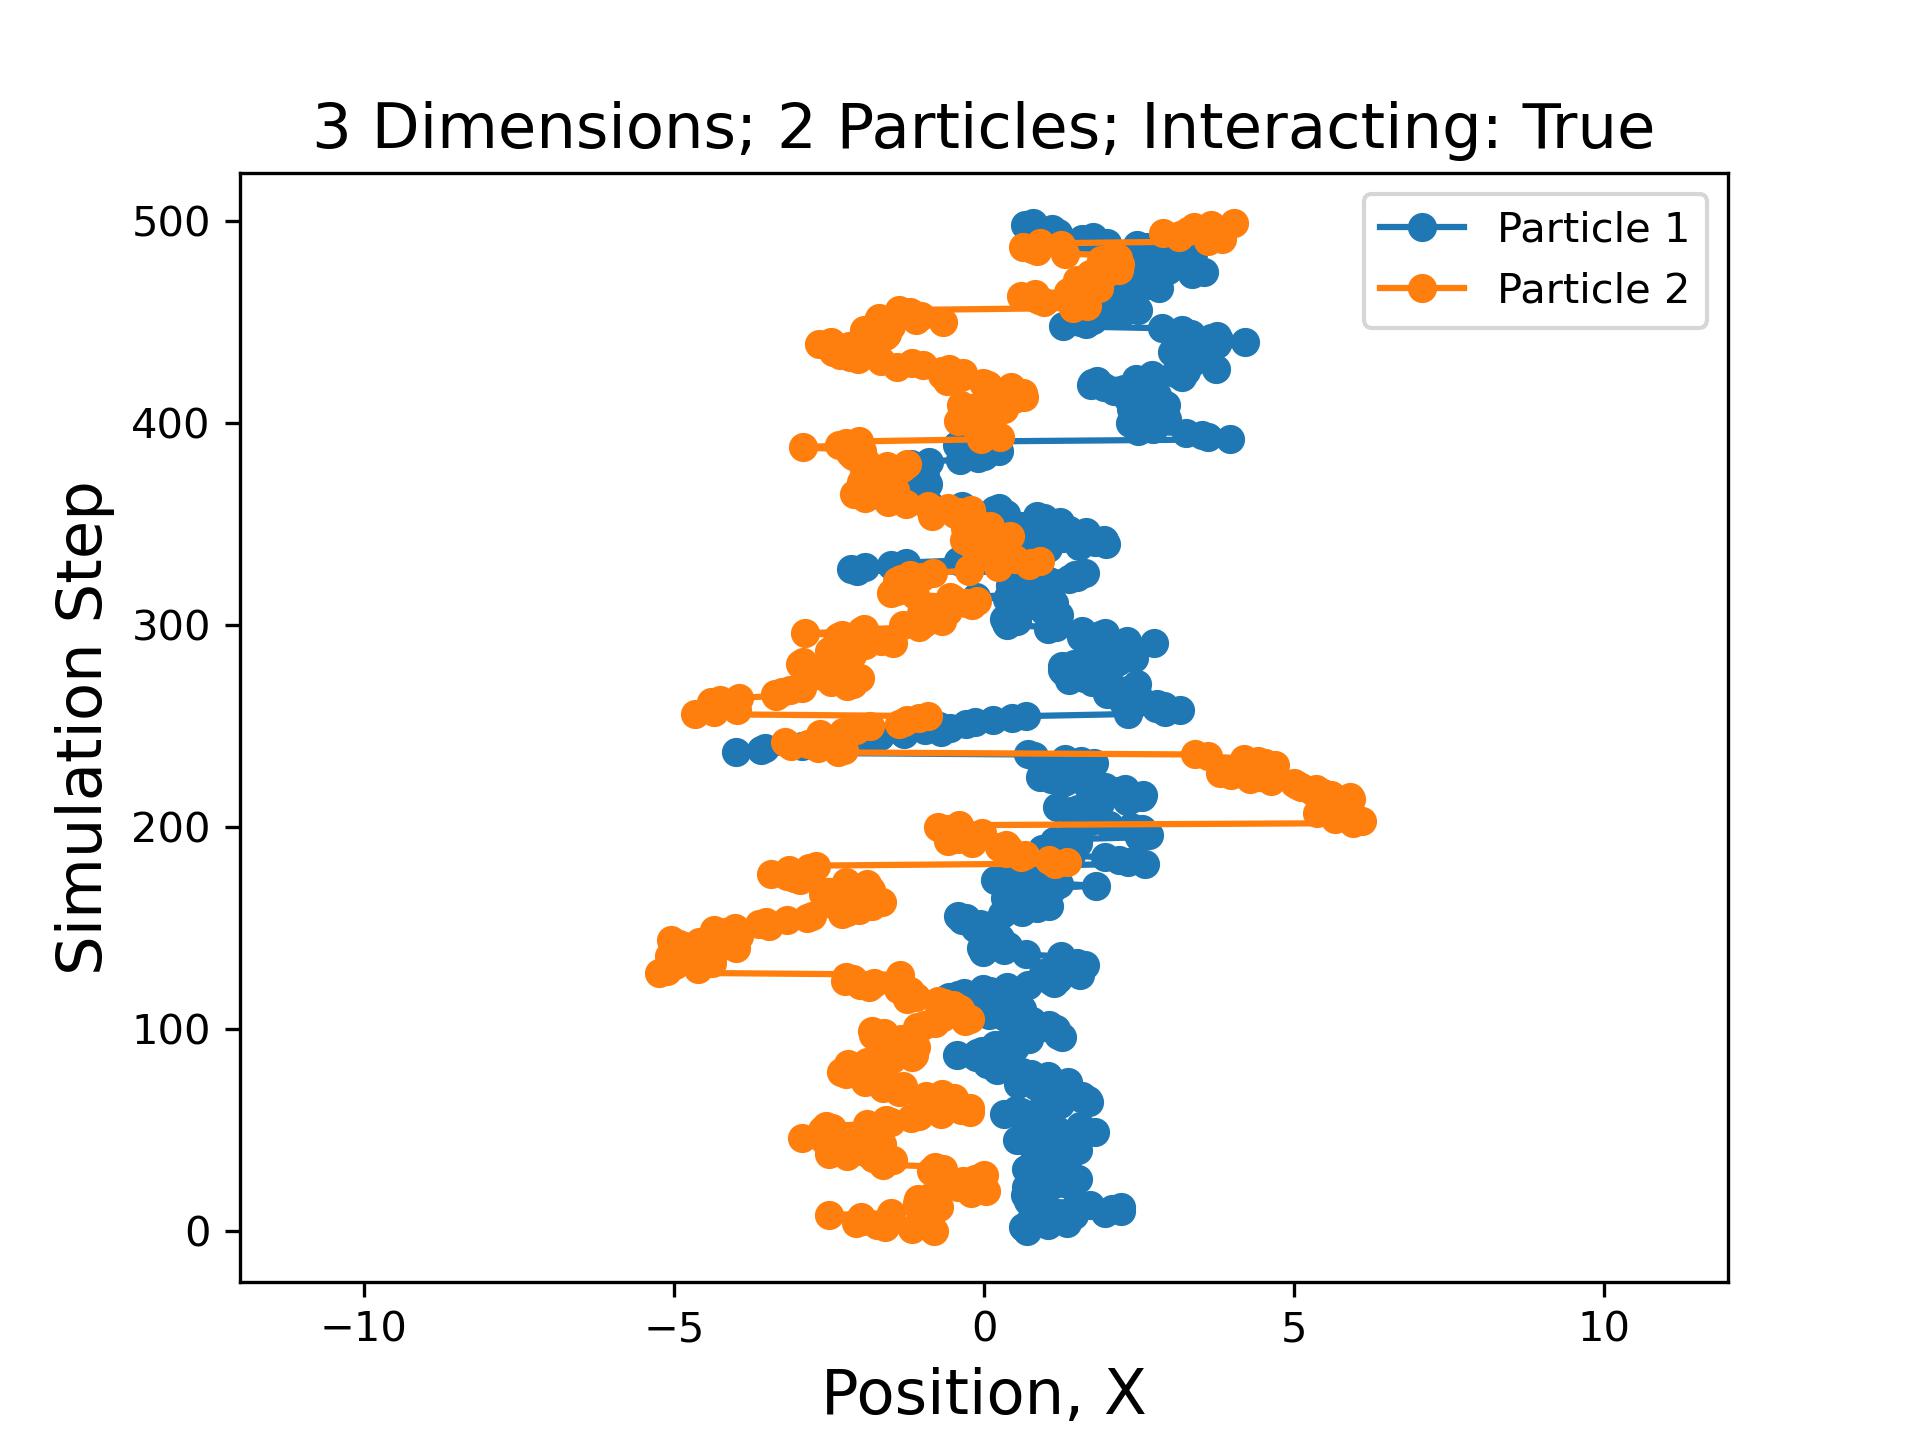 3 Dimensions; 2 Particles; Interacting: True
Particle 1
Particle 2
Simulation Step
500
400
300
200
100
0
−10
−5
0
5
10
Position, X